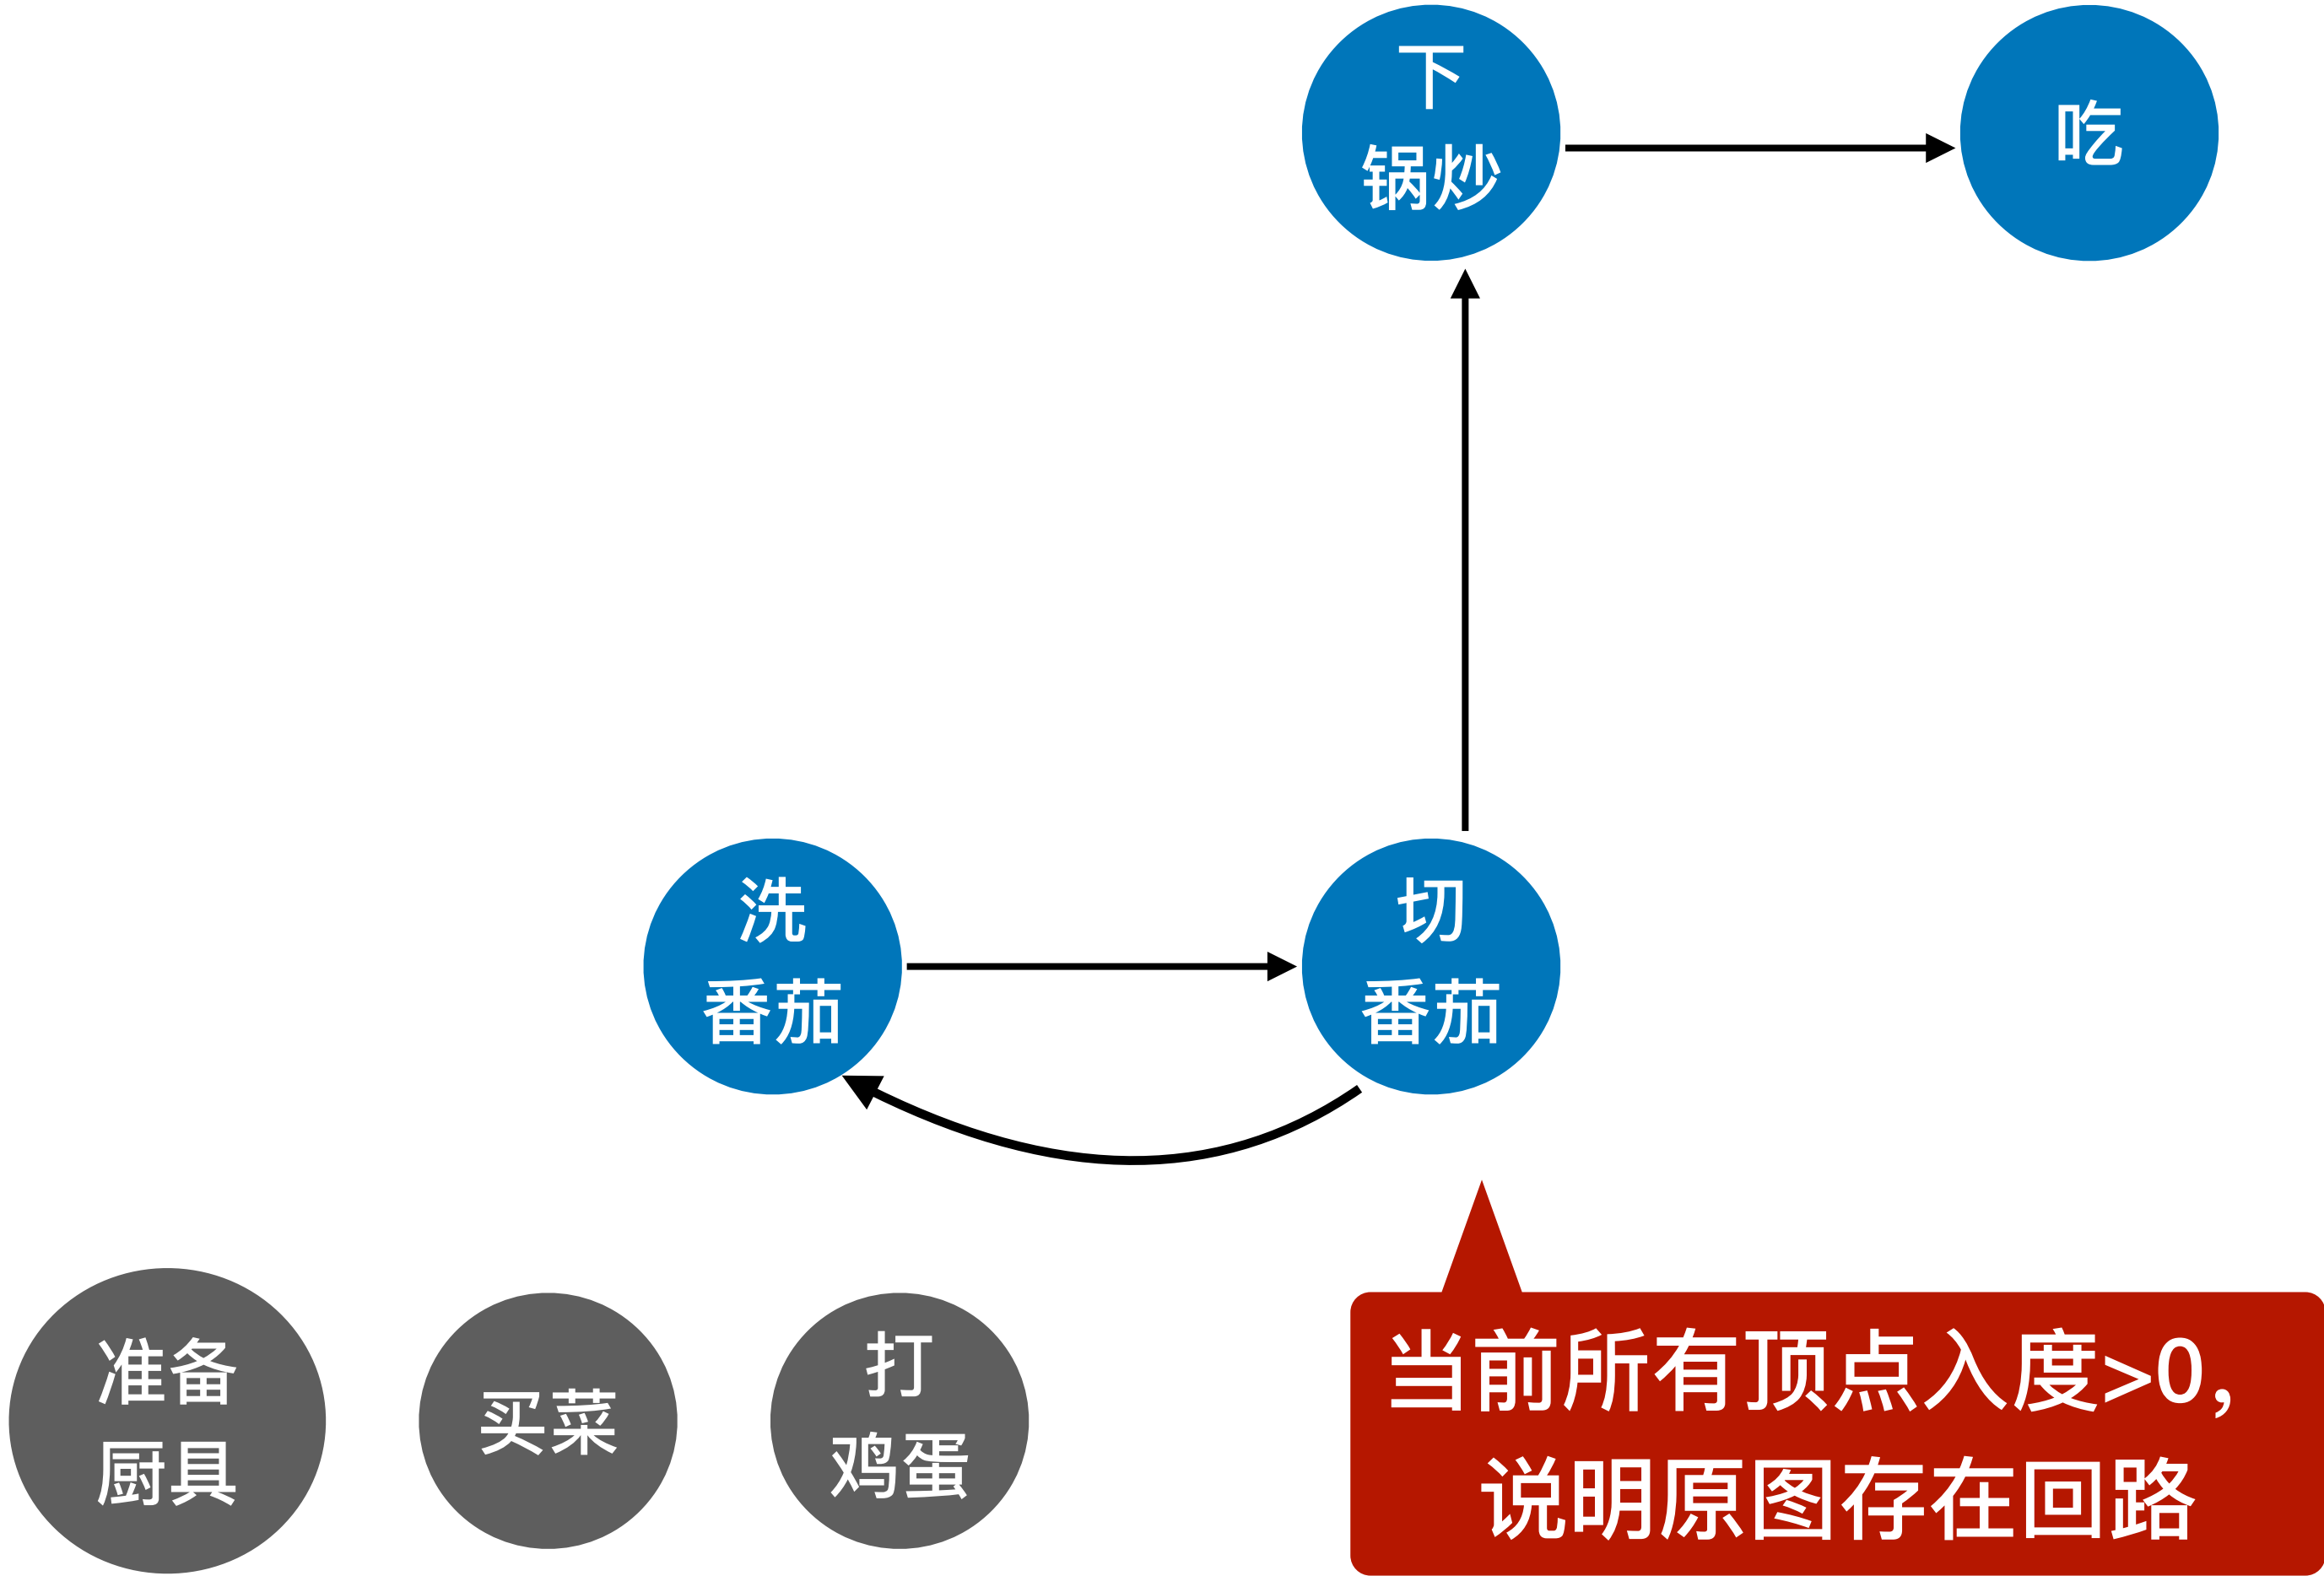 下
锅炒
吃
洗
番茄
切
番茄
准备
厨具
买菜
打
鸡蛋
当前所有顶点入度>0,
说明原图存在回路